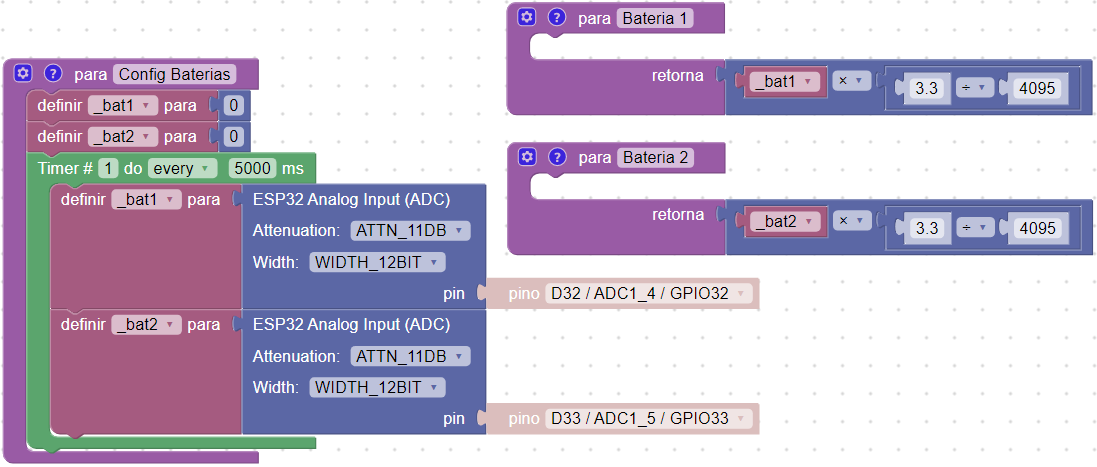 ? para Config Baterias
definir _bat1 para 0
definir _bat2 para 0
Timer # 1 do every 5000 ms
definir _bat1 para ESP32 Analog Input (ADC)
Attenuation: ATTN_11DB
Width: WIDTH_12BIT
pin pino D32 / ADC1_4 / GPIO32
definir _bat2 para ESP32 Analog Input (ADC)
Attenuation: ATTN_11DB
Width: WIDTH_12BIT
pin pino D33 / ADC1_5 / GPIO33
? para Bateria 1
retorna _bat1 × 3.3 ÷ 4095
? para Bateria 2
retorna _bat2 × 3.3 ÷ 4095